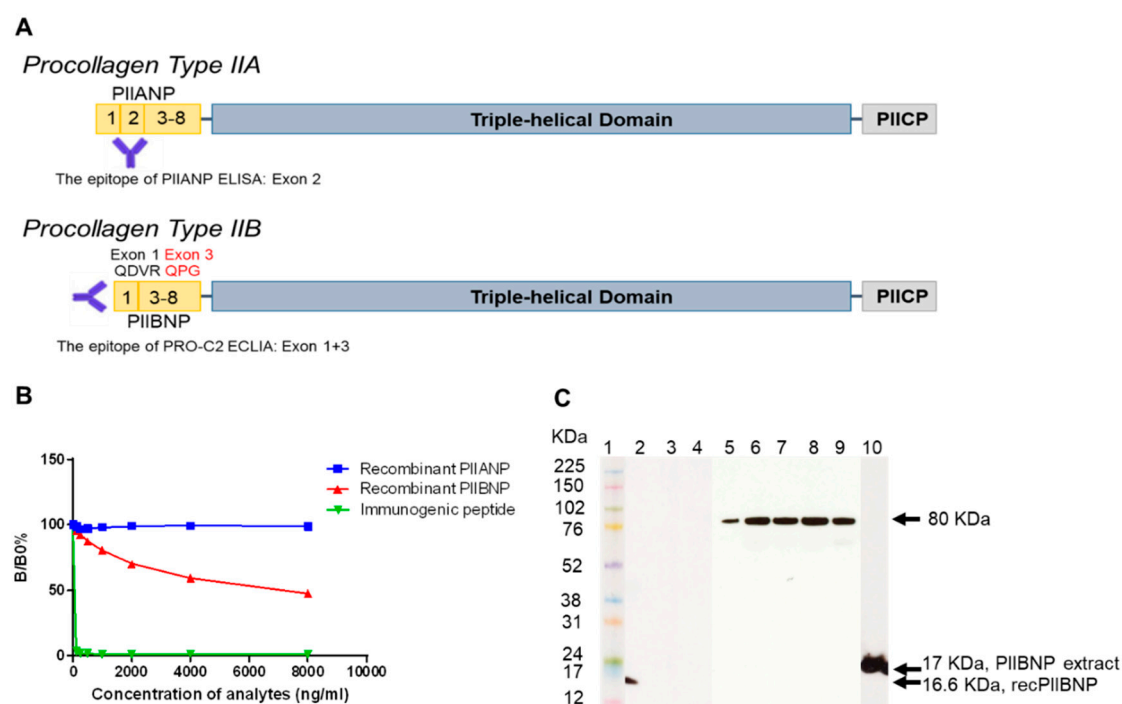 A
Procollagen Type IIA
PIIANP
1 2 3-8 Triple-helical Domain PIICP
The epitope of PIIANP ELISA: Exon 2
Procollagen Type IIB
Exon 1 Exon 3
QDVR QPG
1 3-8 Triple-helical Domain PIICP
PIIBNP
The epitope of PRO-C2 ECLIA: Exon 1+3
B
150
100
50
0
B/B0%
0 2000 4000 6000 8000 10000
Concentration of analytes (ng/ml)
Recombinant PIIANP
Recombinant PIIBNP
Immunogenic peptide
C
KDa 1 2 3 4 5 6 7 8 9 10
225
150
102
76
52
38
31
24
17
12
80 KDa
17 KDa, PIIBNP extract
16.6 KDa, recPIIBNP